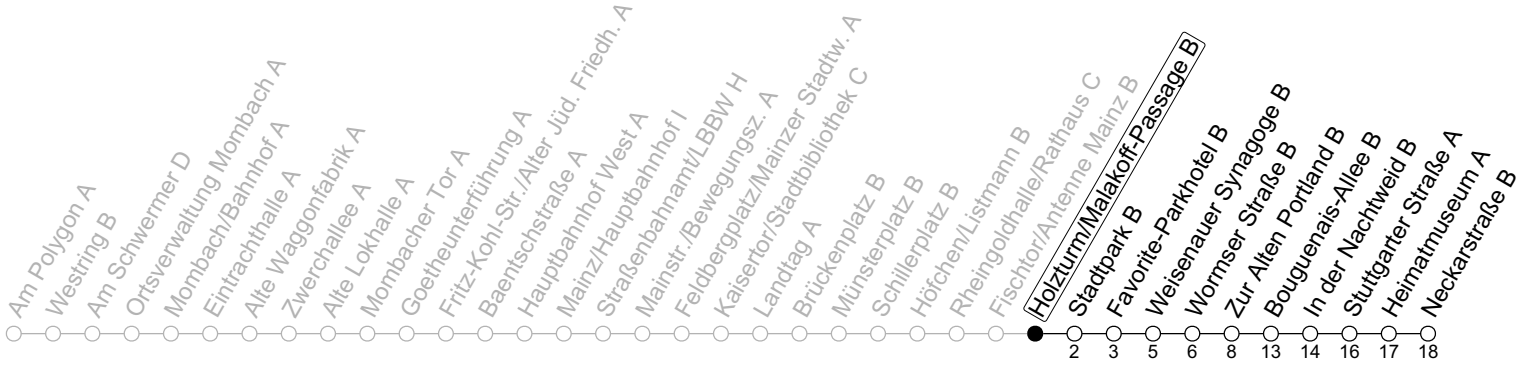 Am Polygon A
Westring B
Am Schwermer D
Ortsverwaltung Mombach A
Mombach/Bahnhof A
Eintrachthalle A
Alte Waggonfabrik A
Zwerchallee A
Alte Lokhalle A
Mombacher Tor A
Goetheunterführung A
Fritz-Kohl-Str./Alter Jüd. Friedh. A
Baentschstraße A
Hauptbahnhof West A
Mainz/Hauptbahnhof I
Straßenbahnamt/LBBW H
Mainstr./Bewegungsz. A
Feldbergplatz/Mainzer Stadtw. A
Kaisertor/Stadtbibliothek C
Landtag A
Brückenplatz B
Münsterplatz B
Schillerplatz B
Höfchen/Listmann B
Rheingoldhalle/Rathaus C
Fischtor/Antenne Mainz B
Holzturm/Malakoff-Passage B
Stadtpark B
Favorite-Parkhotel B
Weisenauer Synagoge B
Wormser Straße B
Zur Alten Portland B
Bouguenais-Allee B
In der Nachtweid B
Stuttgarter Straße A
Heimatmuseum A
Neckarstraße B
2 3 5 6 8 13 14 16 17 18